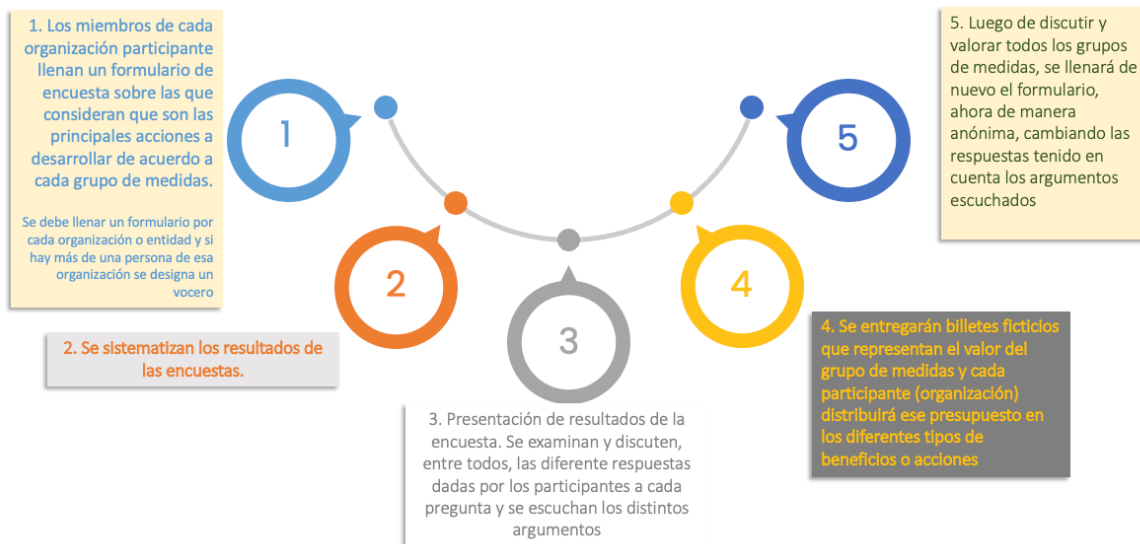 1. Los miembros de cada
organización participante
llenan un formulario de
encuesta sobre las que
consideran que son las
principales acciones a
desarrollar de acuerdo a
cada grupo de medidas.
Se debe llenar un formulario por
cada organización o entidad y si
hay más de una persona de esa
organización se designa un
vocero
1
2. Se sistematizan los resultados de
las encuestas.
2
3
3. Presentación de resultados de la
encuesta. Se examinan y discuten,
entre todos, las diferente respuestas
dadas por los participantes a cada
pregunta y se escuchan los distintos
argumentos
4
4. Se entregarán billetes ficticios
que representan el valor del
grupo de medidas y cada
participante (organización)
distribuirá ese presupuesto en
los diferentes tipos de
beneficios o acciones
5
5. Luego de discutir y
valorar todos los grupos
de medidas, se llenará de
nuevo el formulario,
ahora de manera
anónima, cambiando las
respuestas tenido en
cuenta los argumentos
escuchados